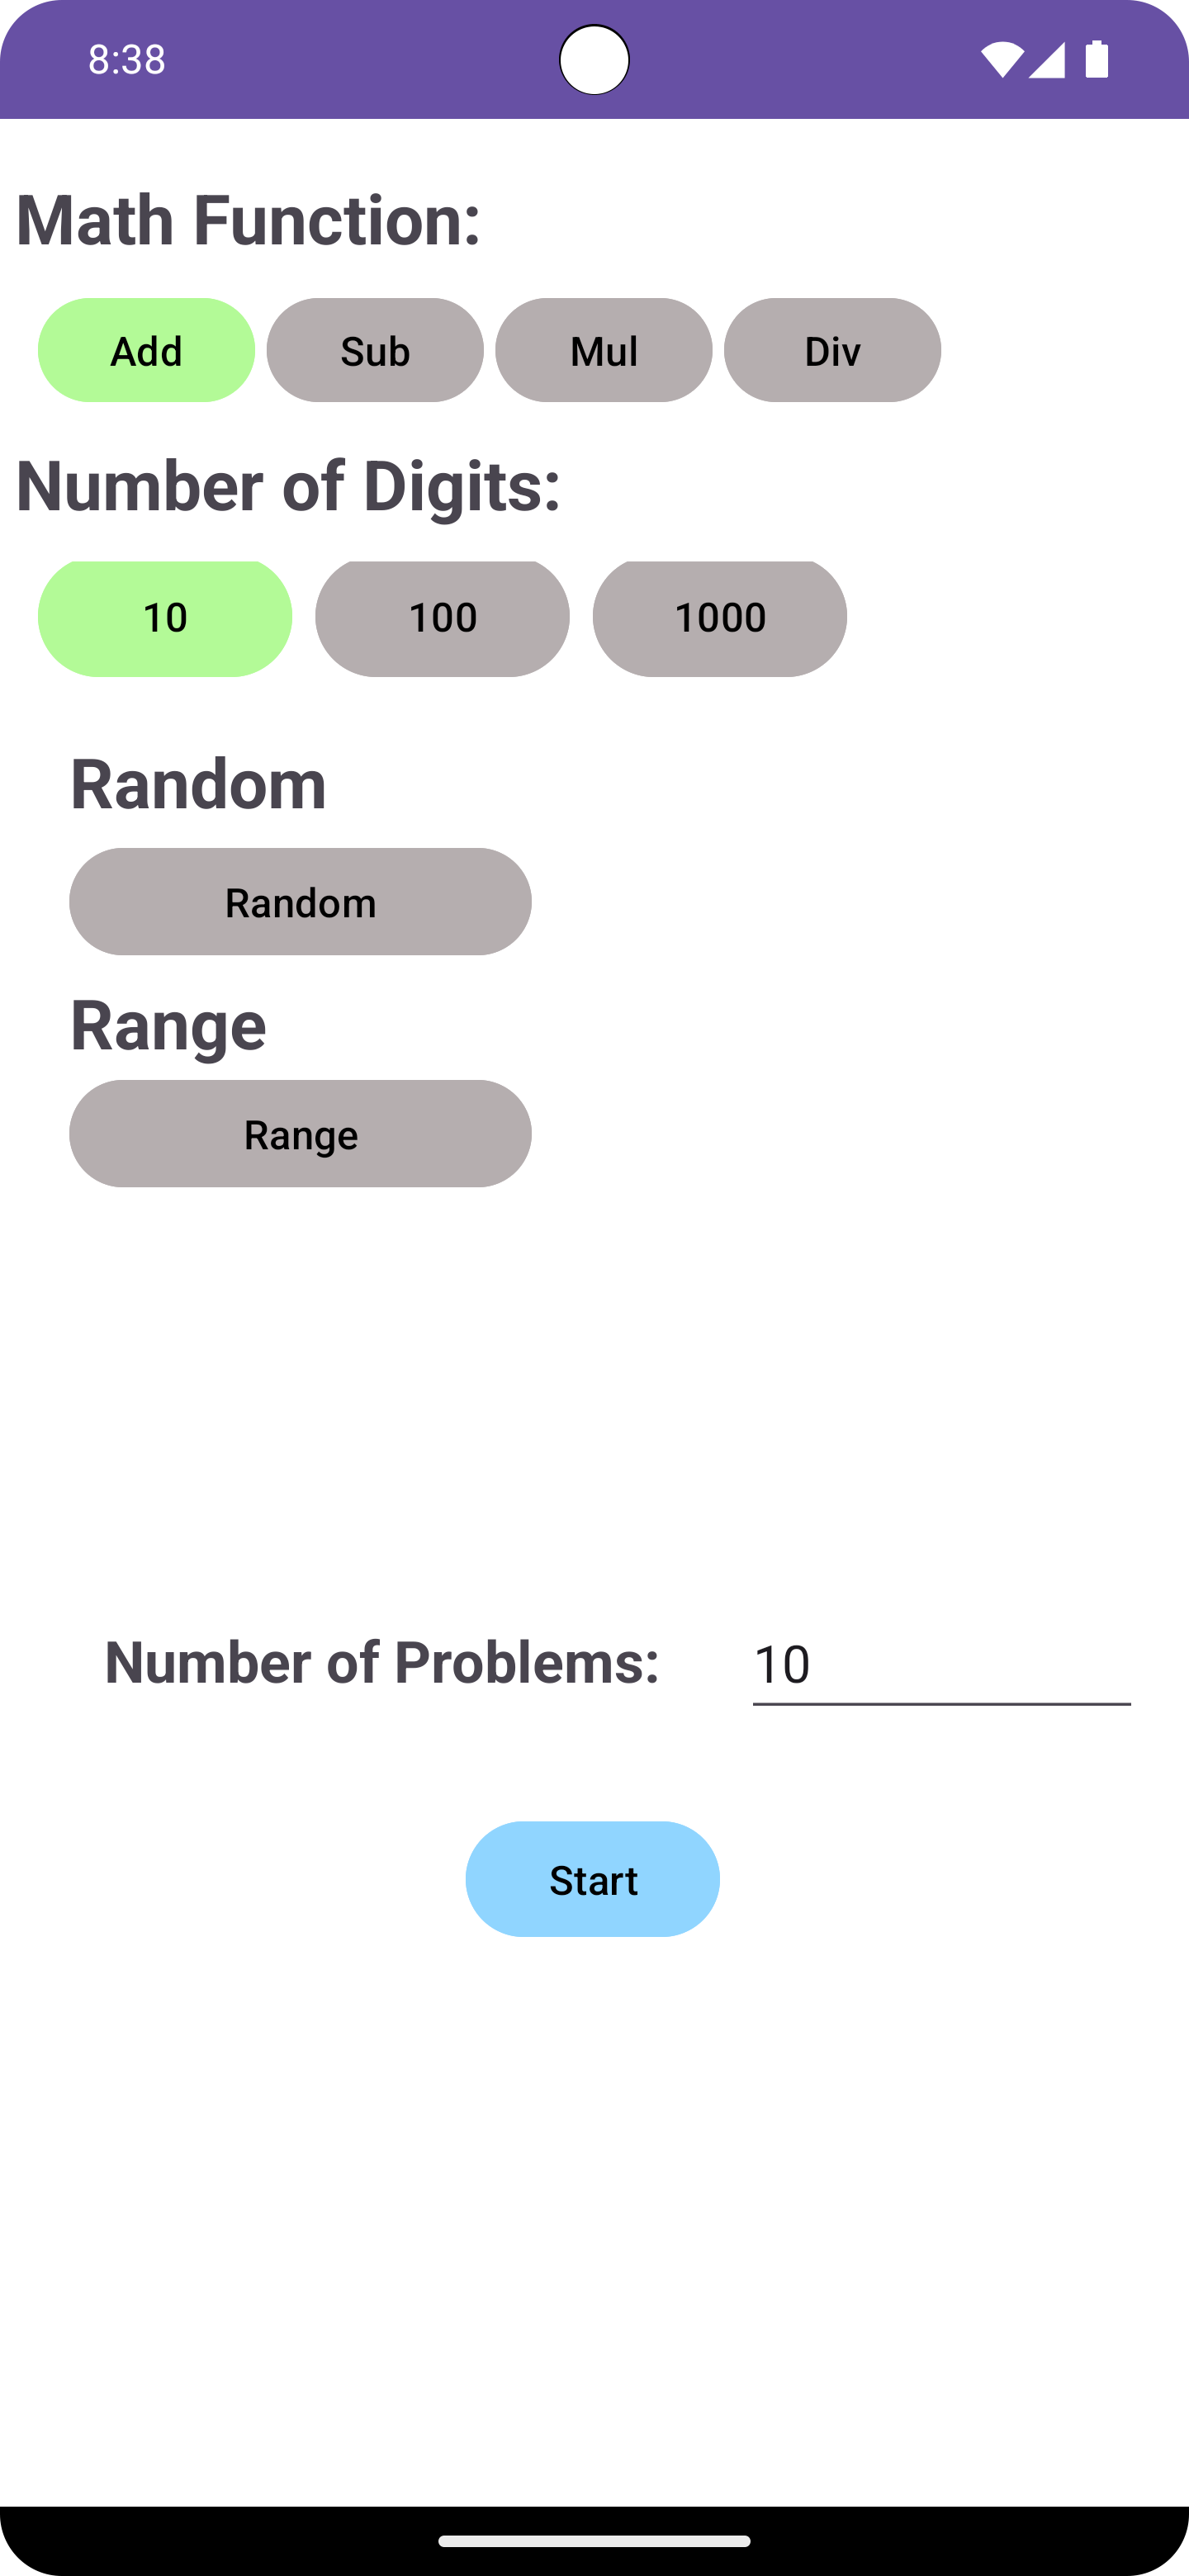 8:38
Math Function:
Add Sub Mul Div
Number of Digits:
10 100 1000
Random
Random
Range
Range
Number of Problems: 10
Start